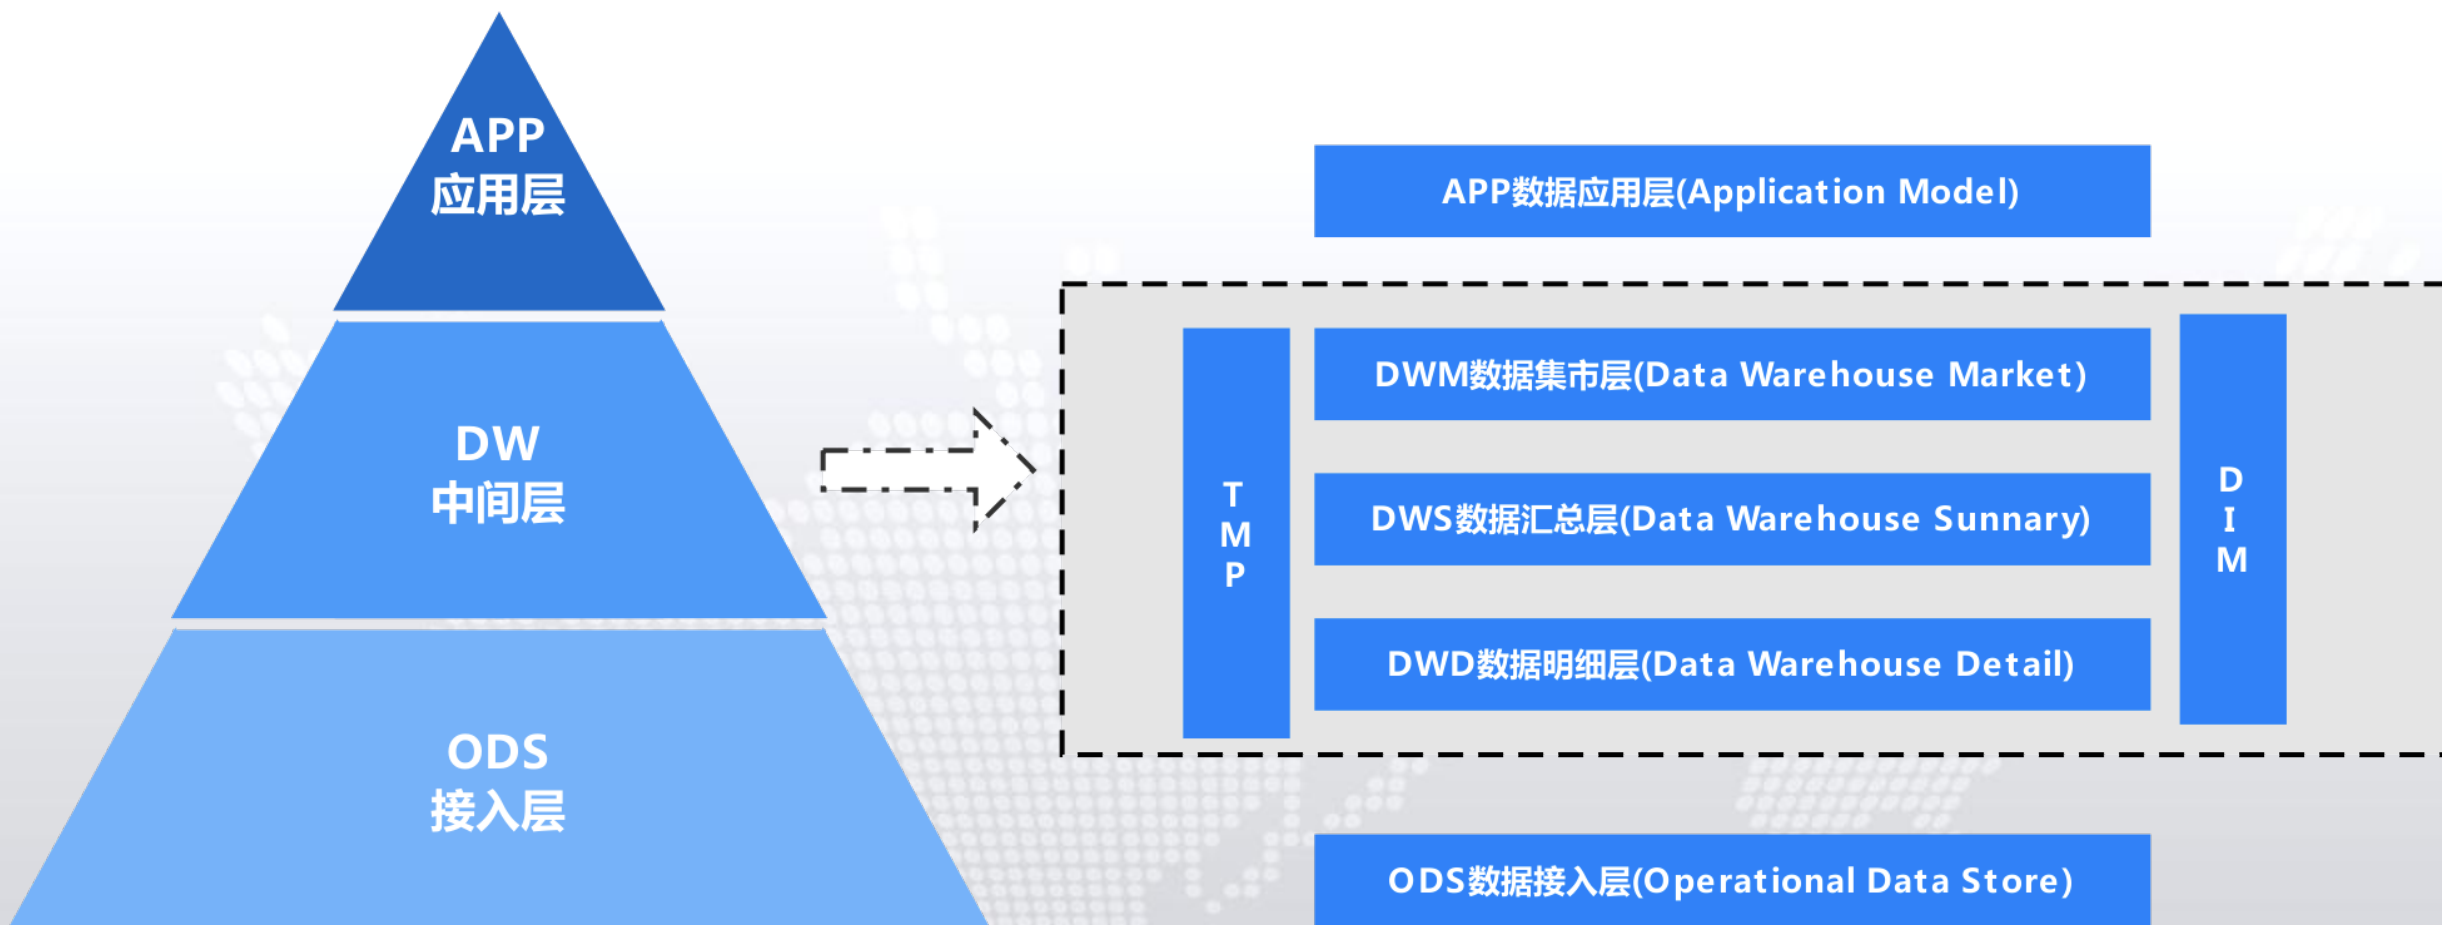 APP
应用层
DW
中间层
ODS
接入层
APP数据应用层(Application Model)
T
M
P
DWM数据集市层(Data Warehouse Market)
DWS数据汇总层(Data Warehouse Sunnary)
DWD数据明细层(Data Warehouse Detail)
D
I
M
ODS数据接入层(Operational Data Store)